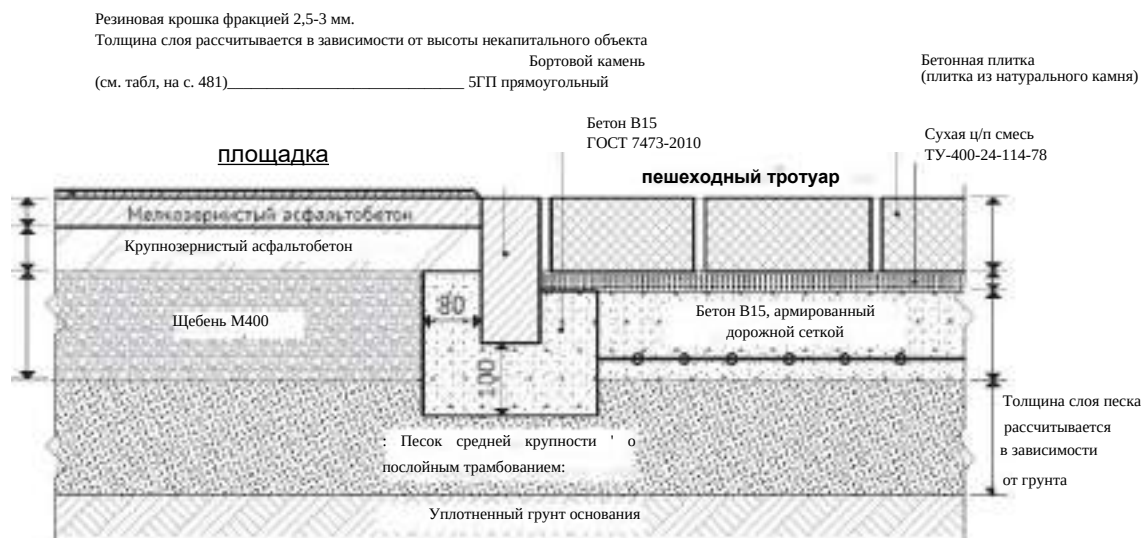 Резиновая крошка фракцией 2,5-3 мм.
Толщина слоя рассчитывается в зависимости от высоты некапитального объекта
Бортовой камень
(см. табл, на с. 481)_____________________________ 5ГП прямоугольный
Бетонная плитка
(плитка из натурального камня)
Бетон В15
ГОСТ 7473-2010
Сухая ц/п смесь
ТУ-400-24-114-78
площадка
пешеходный тротуар
Мелкозернистый асфальтобетон
Крупнозернистый асфальтобетон
80
Щебень М400
Бетон В15, армированный
дорожной сеткой
100
Толщина слоя песка
рассчитывается
в зависимости
от грунта
: Песок средней крупности ' о
послойным трамбованием:
Уплотненный грунт основания